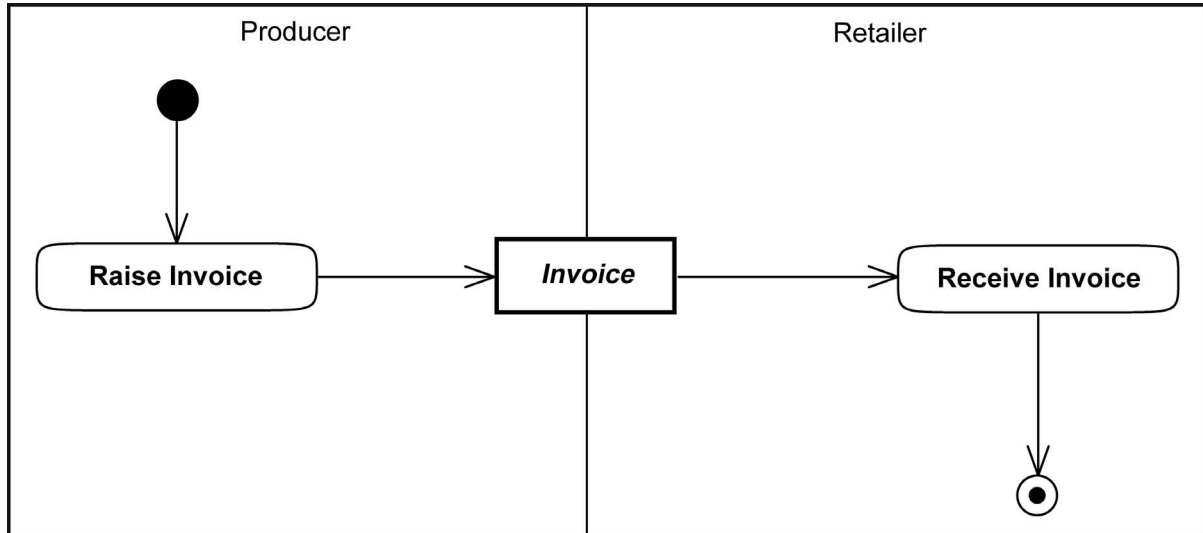 Producer
Retailer
Raise Invoice
Invoice
Receive Invoice